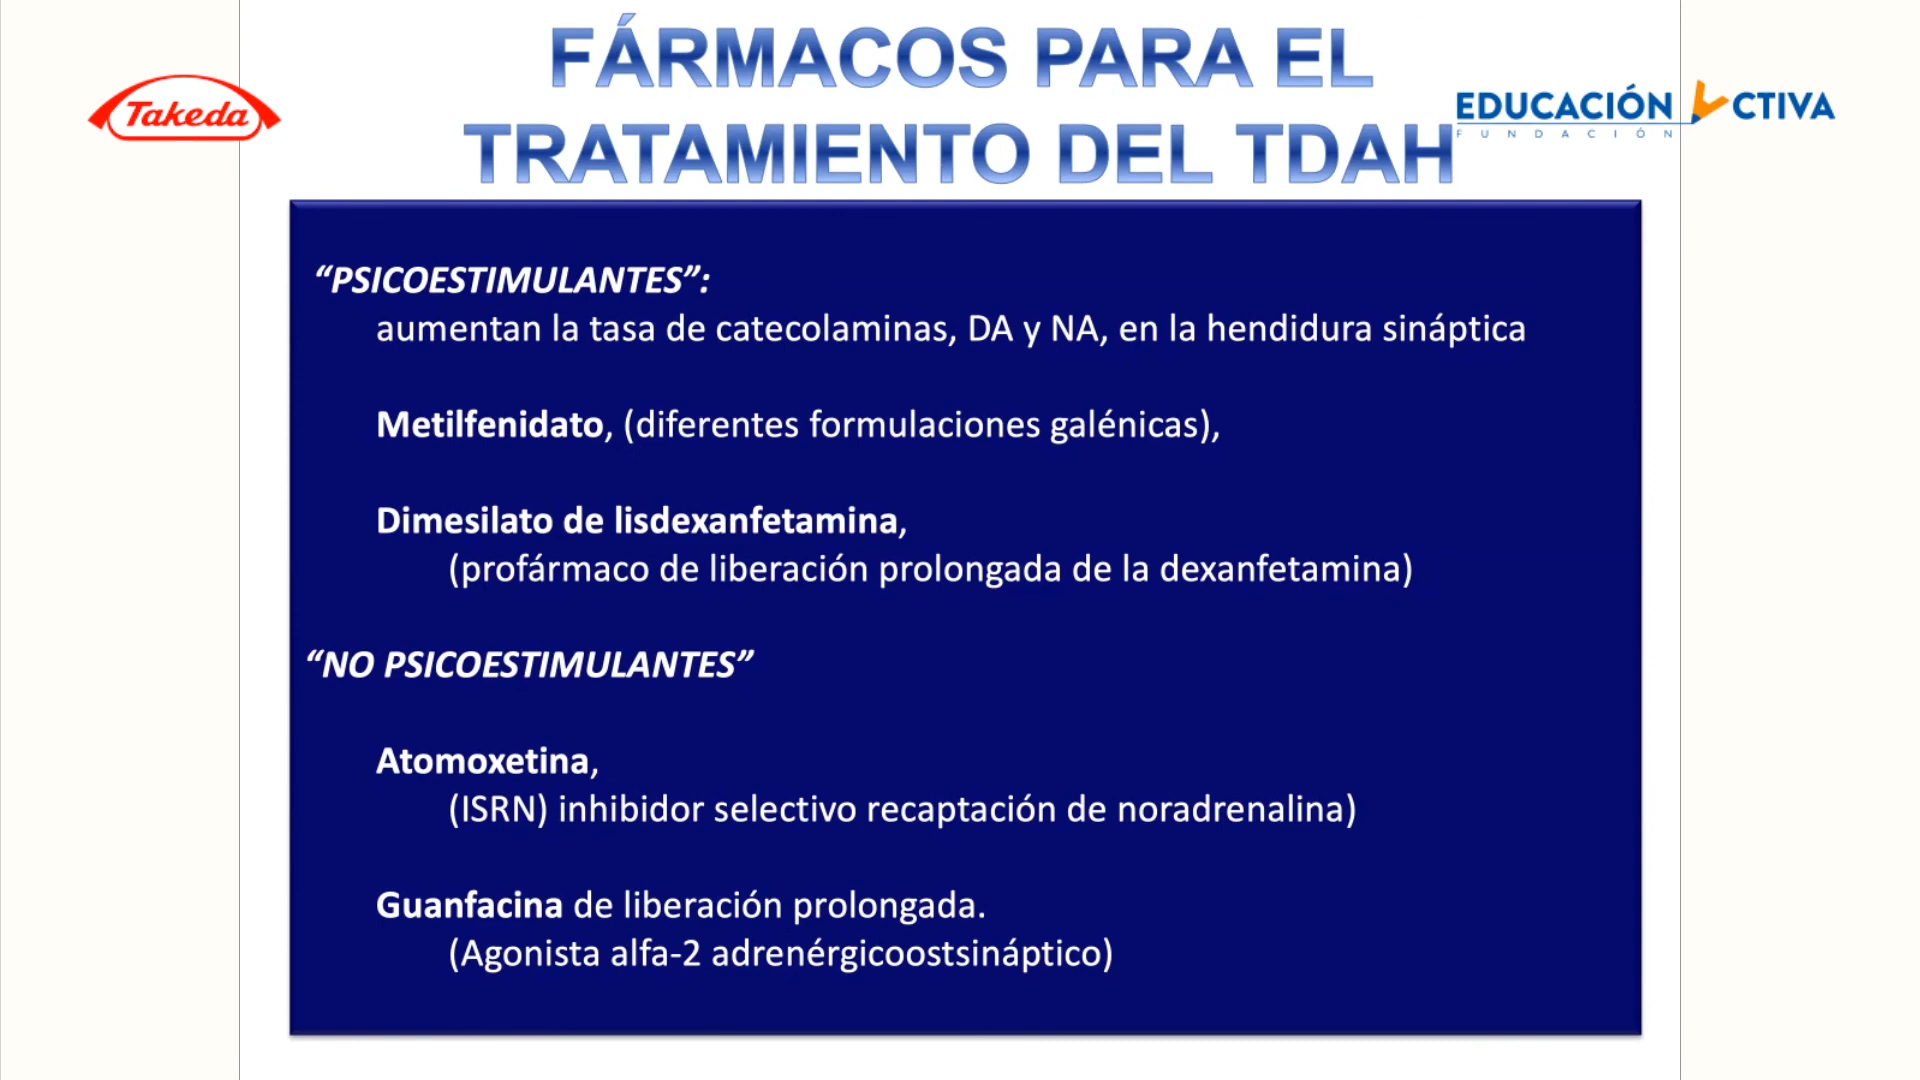 FÁRMACOS PARA EL
TRATAMIENTO DEL TDAH
Takeda
EDUCACIÓN ACTIVA
FUNDACIÓN
“PSICOESTIMULANTES”:
aumentan la tasa de catecolaminas, DA y NA, en la hendidura sináptica
Metilfenidato, (diferentes formulaciones galénicas),
Dimesilato de lisdexanfetamina,
(profármaco de liberación prolongada de la dexanfetamina)
“NO PSICOESTIMULANTES”
Atomoxetina,
(ISRN) inhibidor selectivo recaptación de noradrenalina)
Guanfacina de liberación prolongada.
(Agonista alfa-2 adrenérgicoostsináptico)